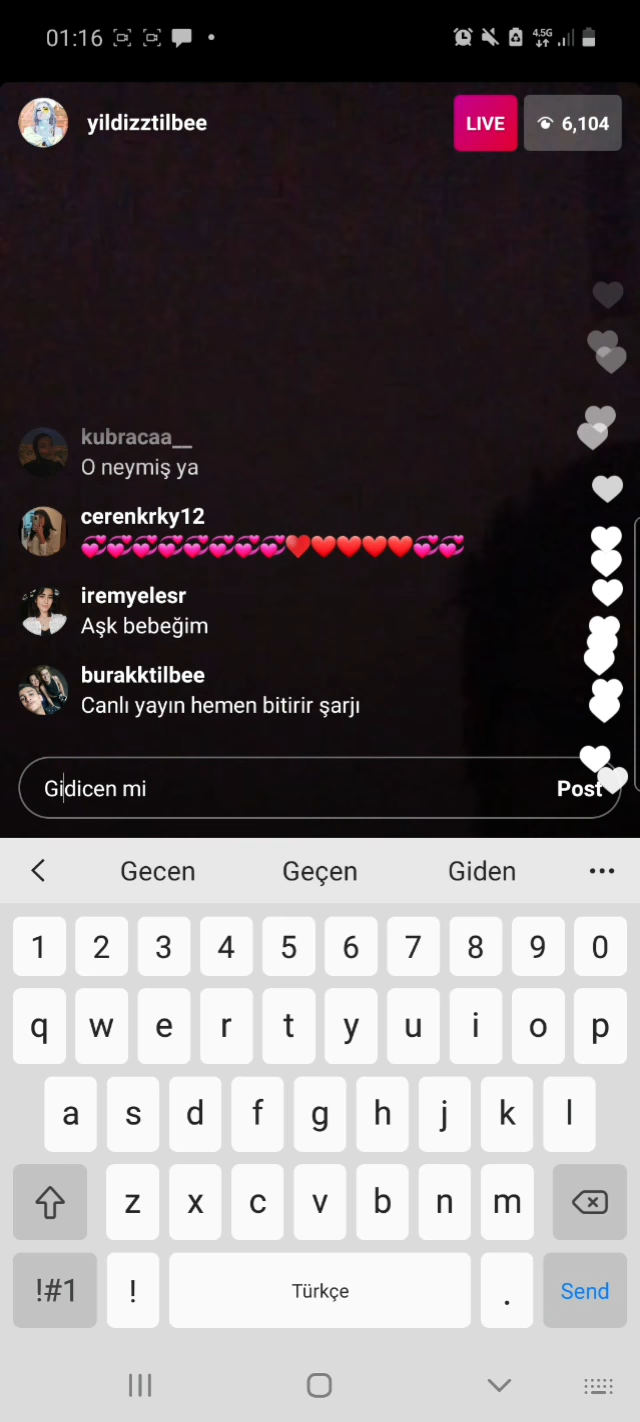 01:16 4.5G
yildizztilbee LIVE 6,104
kubracaa__
O neymiş ya
cerenkrky12
💞💞💞💞💞💞💞💞♥️❤️❤️❤️❤️💞💞
iremyelesr
Aşk bebeğim
burakktilbee
Canlı yayın hemen bitirir şarjı
Gidicen mi Post
Gecen Geçen Giden
1 2 3 4 5 6 7 8 9 0
q w e r t y u i o p
a s d f g h j k l
z x c v b n m
!#1 ! Türkçe . Send